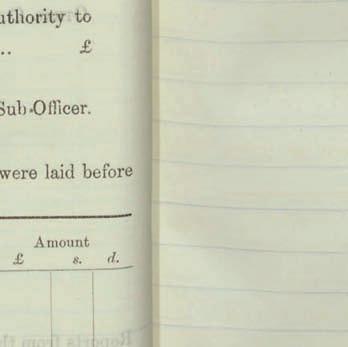 uthority to
.. £
Sub-Officer.
were laid before
Amount
£ s. d.